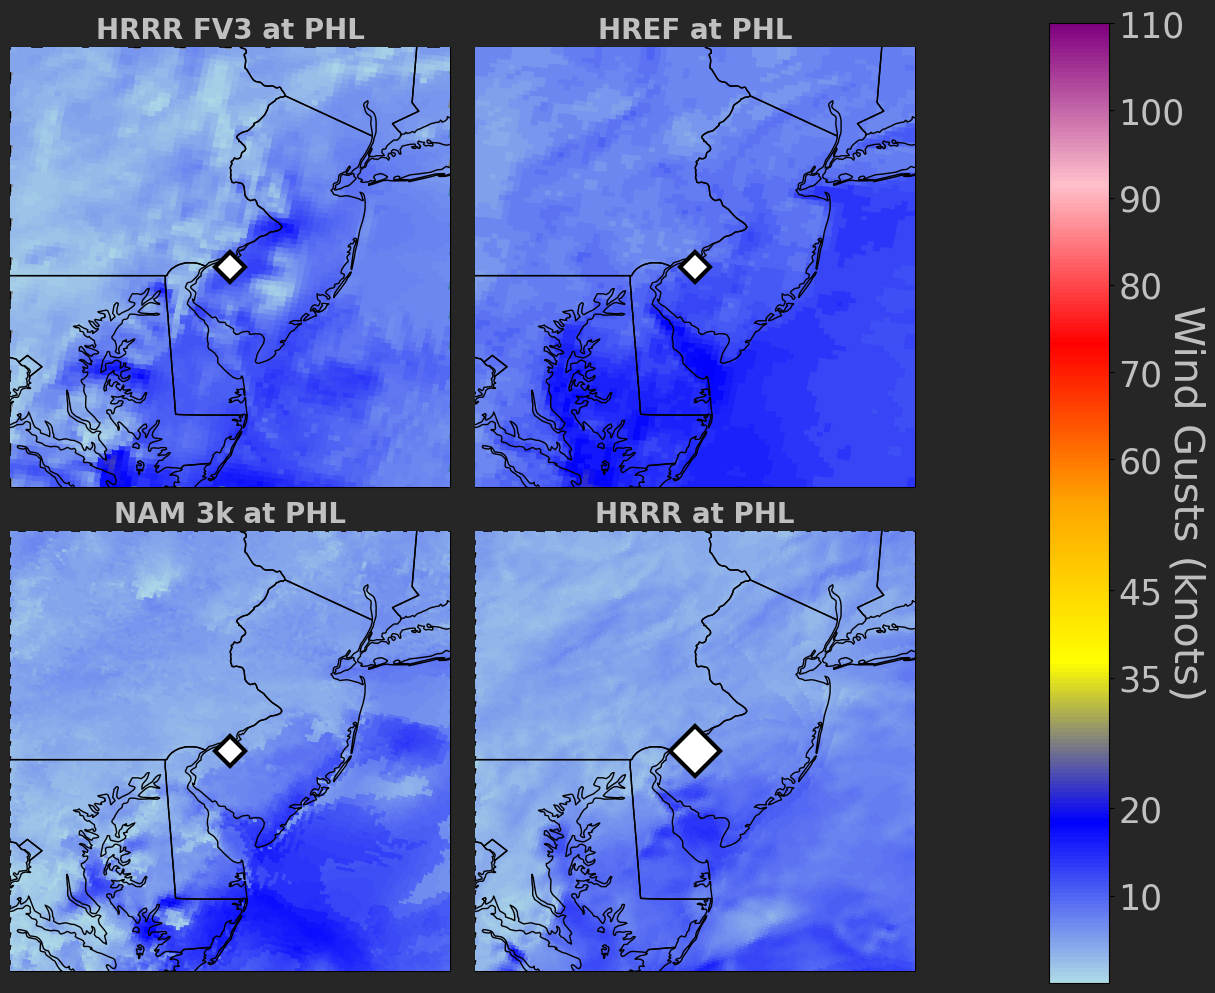 HRRR FV3 at PHL
HREF at PHL
NAM 3k at PHL
HRRR at PHL
110
100
90
80
70
60
45
35
20
10
Wind Gusts (knots)